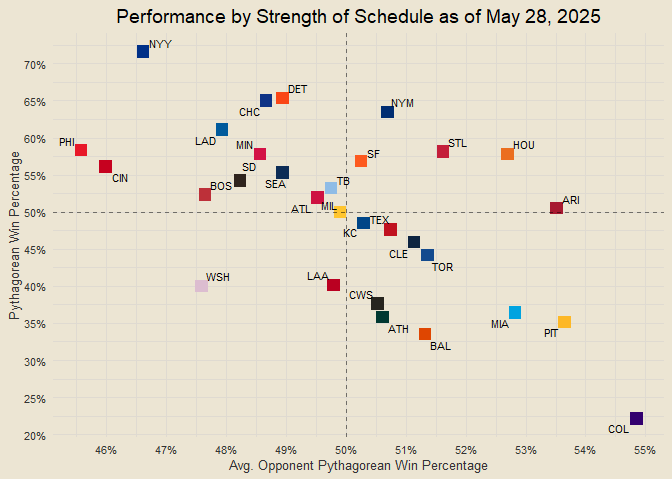 Performance by Strength of Schedule as of May 28, 2025
NYY
70%
DET
CHC
65%
NYM
LAD
60%
PHI
MIN
STL
HOU
SF
CIN
SD
55%
SEA
TB
BOS
ATL
MIL
ARI
50%
KC
TEX
CLE
TOR
45%
WSH
LAA
40%
CWS
ATH
MIA
PIT
35%
BAL
30%
25%
COL
20%
Pythagorean Win Percentage
46%
47%
48%
49%
50%
51%
52%
53%
54%
55%
Avg. Opponent Pythagorean Win Percentage